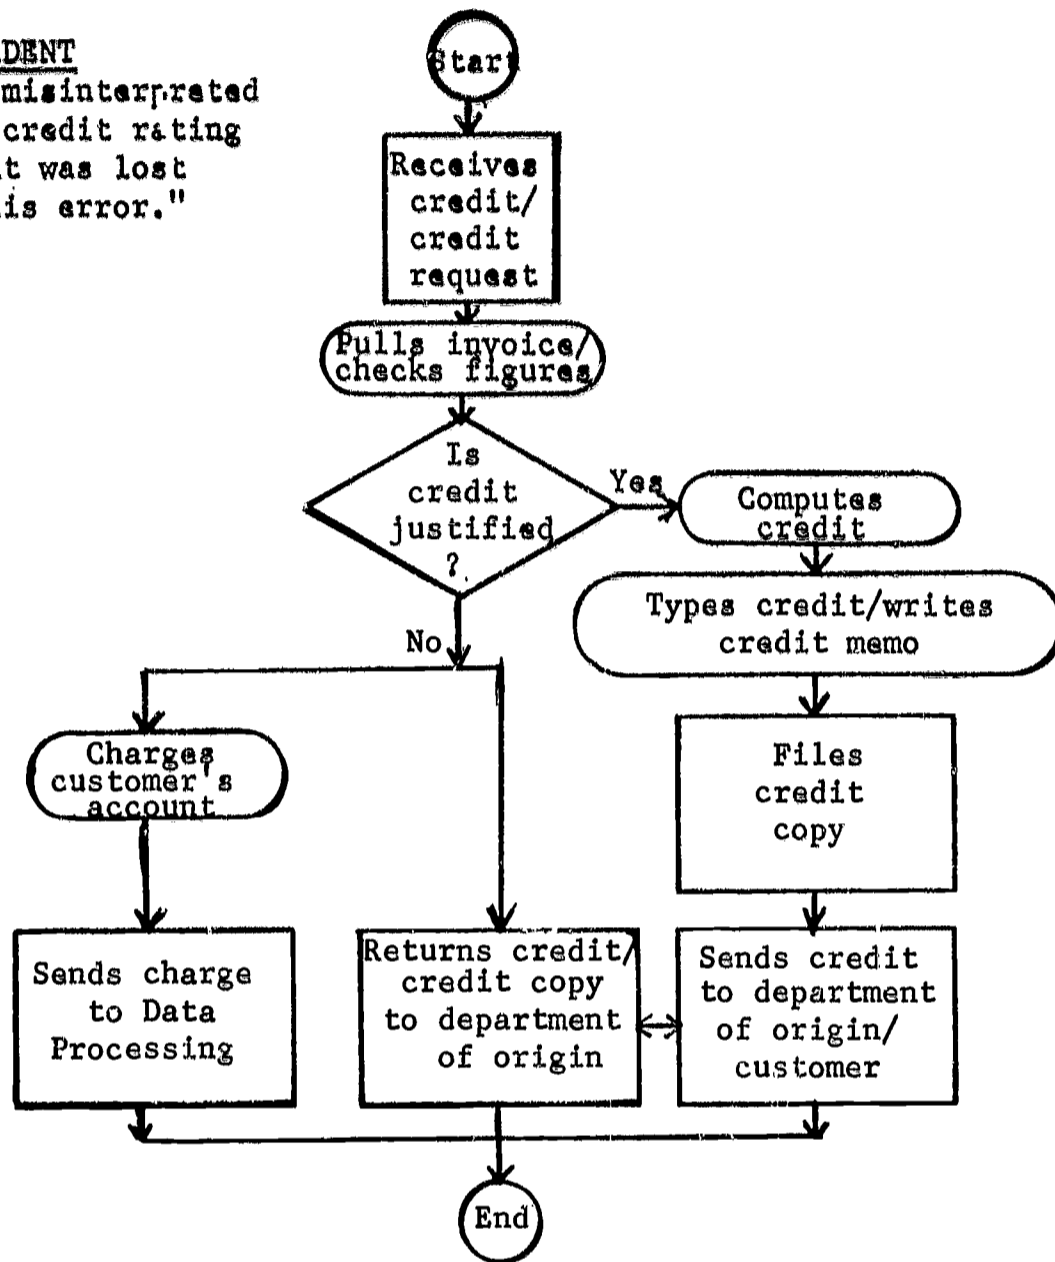 misinterpreted
credit rating
was lost
error."
Start
Receives
credit/
credit
request
Pulls invoice/
checks figures
Is
credit
justified
?
Yes
Computes
credit
Types credit/writes
credit memo
No
Charges
customer's
account
Files
credit
copy
Sends charge
to Data
Processing
Returns credit/
credit copy
to department
of origin
Sends credit
to department
of origin/
customer
End